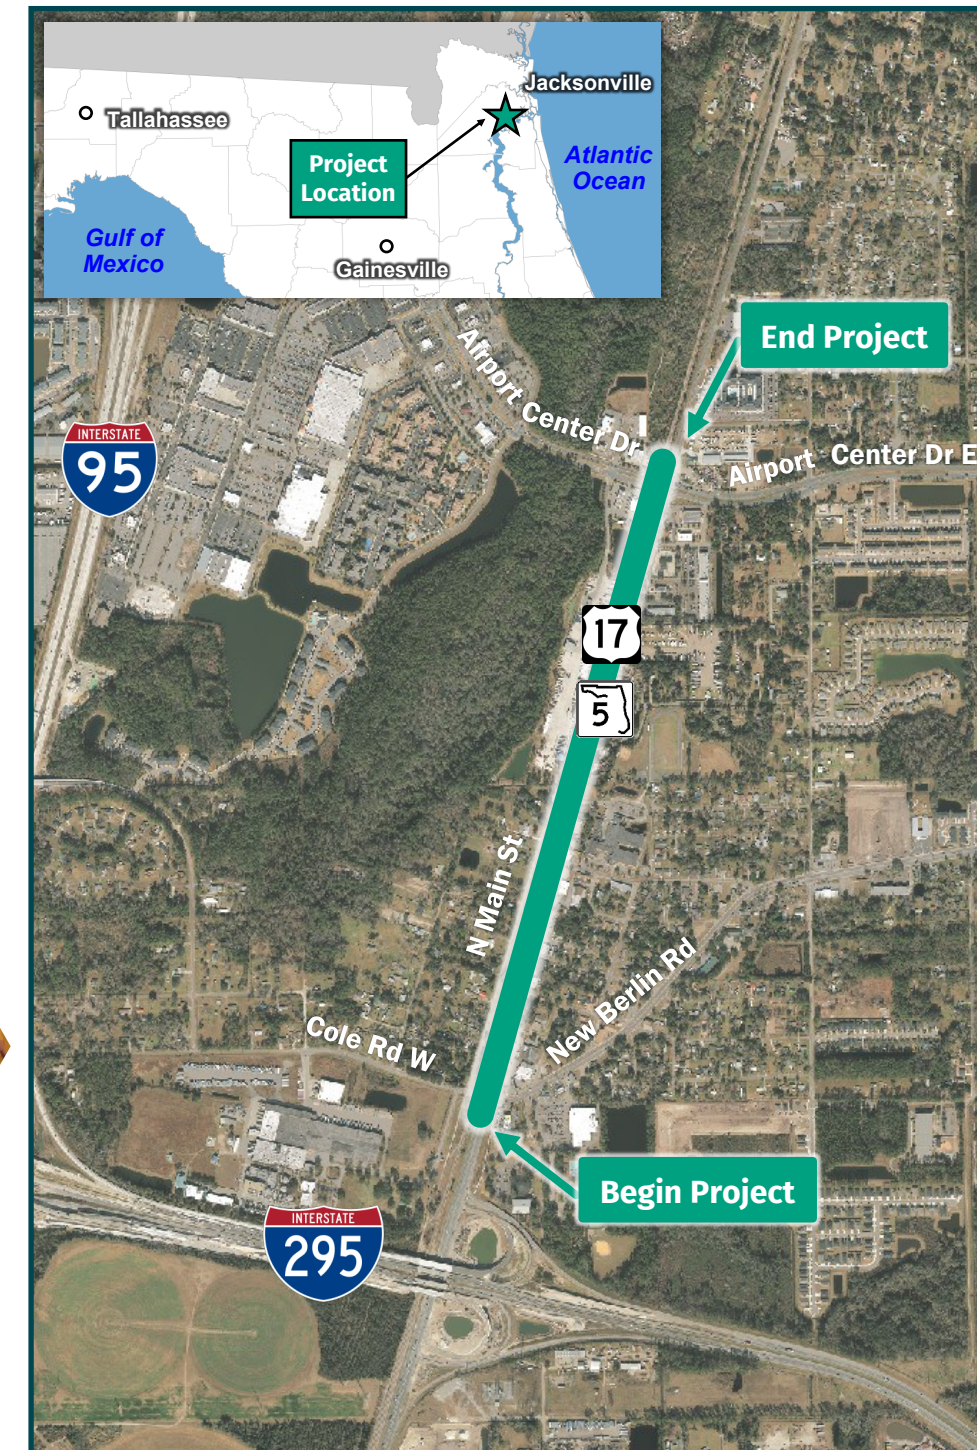 Jacksonville
Tallahassee
Project
Location
Atlantic
Ocean
Gulf of
Mexico
Gainesville
End Project
Airport Center Dr
Airport Center Dr E
INTERSTATE
95
17
5
N Main St
New Berlin Rd
Cole Rd W
Begin Project
INTERSTATE
295